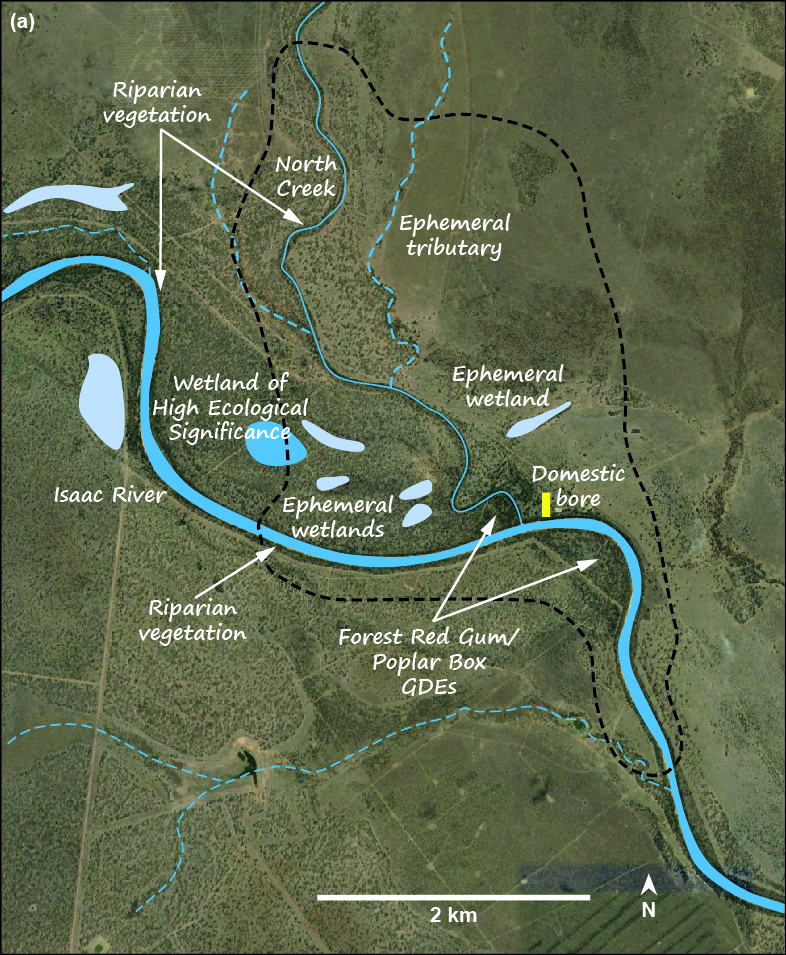 (a)
Riparian
vegetation
North
Creek
Ephemeral
tributary
Wetland of
High Ecological
Significance
Ephemeral
wetland
Isaac River
Ephemeral
wetlands
Domestic
bore
Riparian
vegetation
Forest Red Gum/
Poplar Box
GDEs
2 km
N